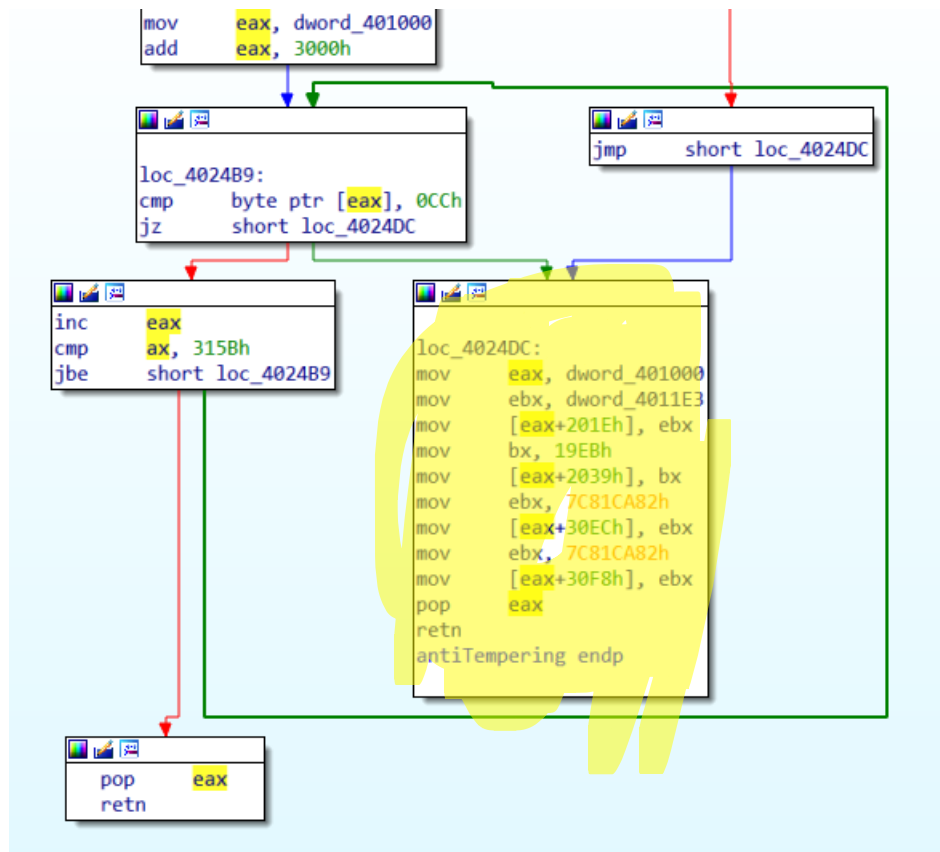 mov eax, dword_401000
add eax, 3000h
loc_4024B9:
cmp byte ptr [eax], 0CCh
jz short loc_4024DC
jmp short loc_4024DC
inc eax
cmp ax, 315Bh
jbe short loc_4024B9
loc_4024DC:
mov eax, dword_401000
mov ebx, dword_4011E3
mov [eax+201Eh], ebx
mov bx, 19EBh
mov [eax+2039h], bx
mov ebx, 7C81CA82h
mov [eax+30ECh], ebx
mov ebx, 7C81CA82h
mov [eax+30F8h], ebx
pop eax
retn
antiTempering endp
pop eax
retn